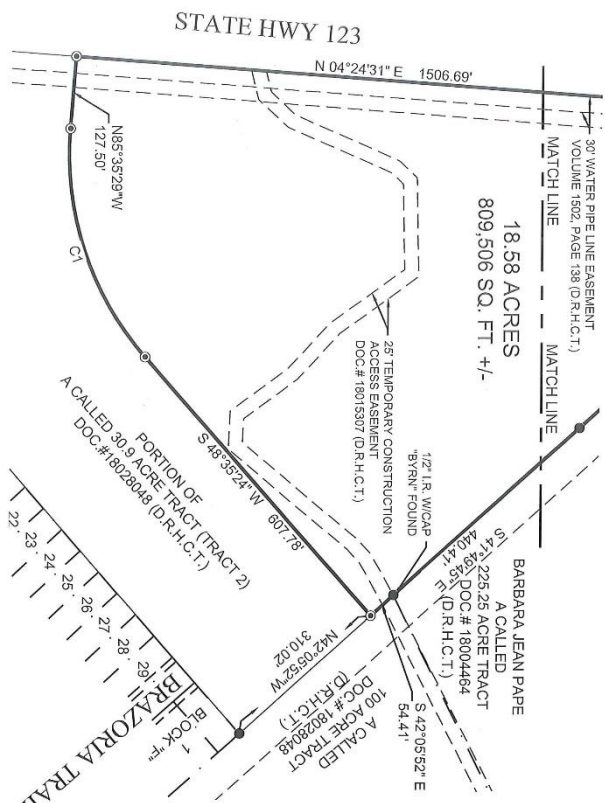 STATE HWY 123
N 04°24'31" E 1506.69'
30' WATER PIPE LINE EASEMENT
VOLUME 1502, PAGE 138 (D.R.H.C.T.)
MATCH LINE
MATCH LINE
18.58 ACRES
809,506 SQ. FT. +/-
N85°35'29"W
127.50'
C1
25' TEMPORARY CONSTRUCTION
ACCESS EASEMENT
DOC.# 18015307 (D.R.H.C.T.)
1/2" I.R. W/CAP
"BYRN" FOUND
BARBARA JEAN PAPE
A CALLED
225.25 ACRE TRACT
DOC.# 18004464
(D.R.H.C.T.)
S 41°49'45" E
440.41'
S 48°35'24"W 607.78'
PORTION OF
A CALLED 30.9 ACRE TRACT (TRACT 2)
DOC.#18028048 (D.R.H.C.T.)
S 42°05'52" E
54.41'
N42°05'52"W
310.02'
A CALLED
100 ACRE TRACT
DOC.# 18028048
(D.R.H.C.T.)
22
23
24
25
26
27
28
29
1
BLOCK "F"
BRAZORIA TRAI